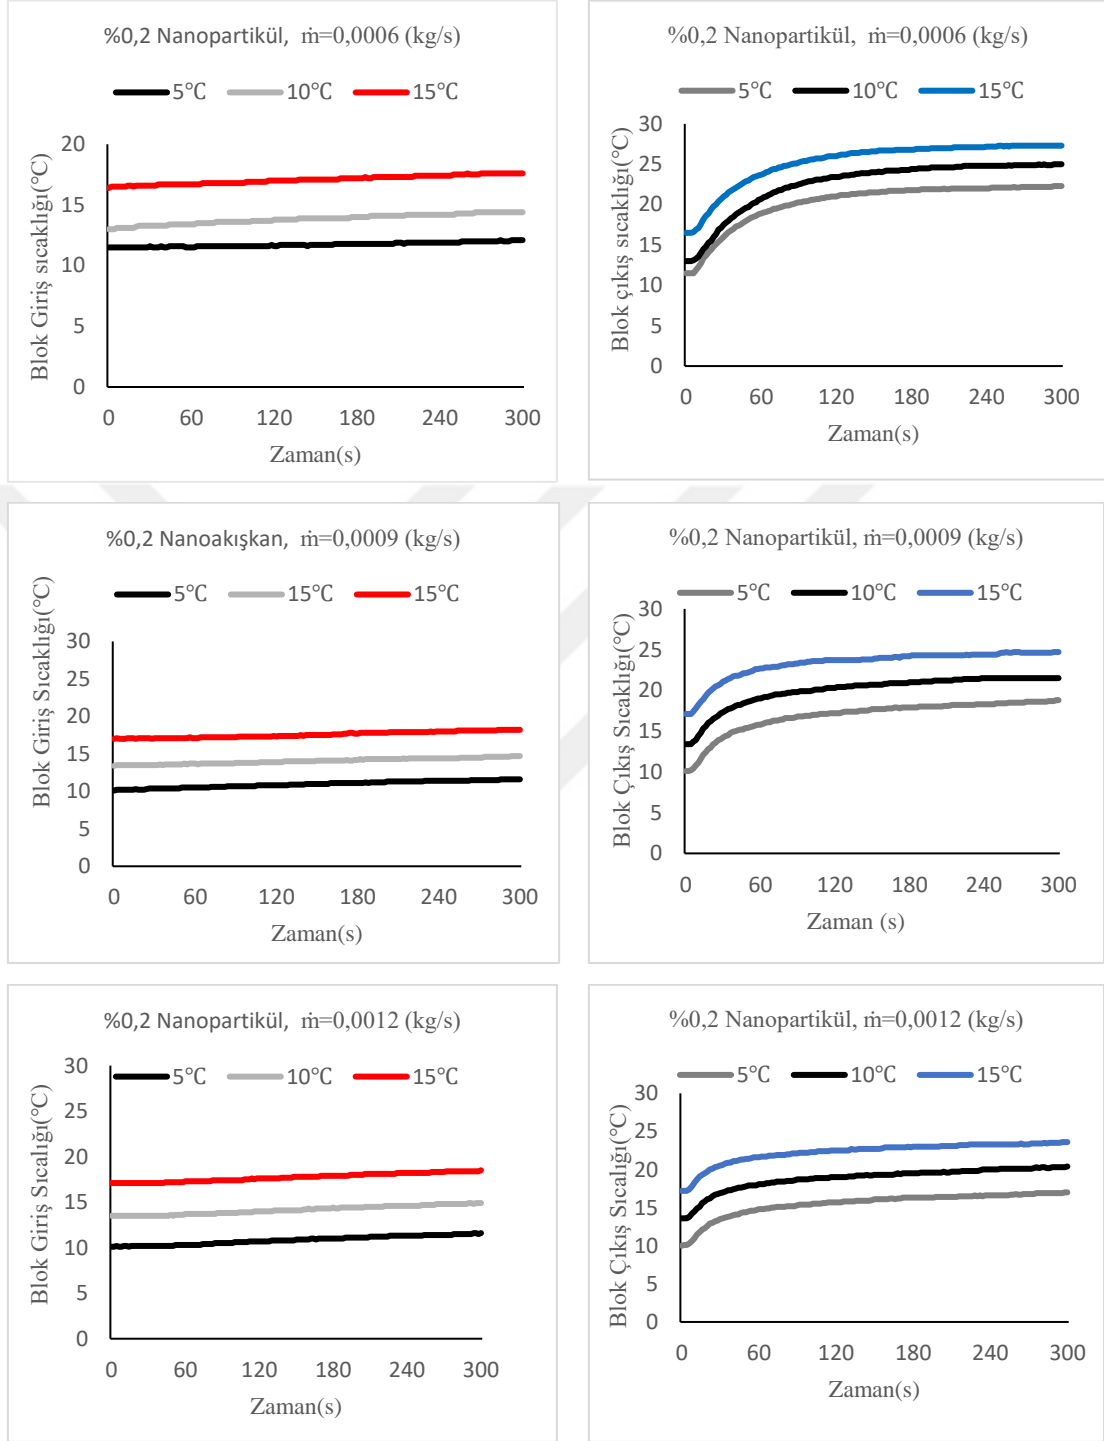 %0,2 Nanopartikül, ṁ=0,0006 (kg/s)
5℃ 10℃ 15℃
Blok Giriş sıcaklığı(°C)
20
15
10
5
0
0 60 120 180 240 300
Zaman(s)
%0,2 Nanopartikül, ṁ=0,0006 (kg/s)
5℃ 10℃ 15℃
Blok çıkış sıcaklığı(°C)
30
25
20
15
10
5
0
0 60 120 180 240 300
Zaman(s)
%0,2 Nanoakışkan, ṁ=0,0009 (kg/s)
5℃ 15℃ 15℃
Blok Giriş Sıcaklığı(°C)
30
25
20
15
10
5
0
0 60 120 180 240 300
Zaman(s)
%0,2 Nanopartikül, ṁ=0,0009 (kg/s)
5℃ 10℃ 15℃
Blok Çıkış Sıcaklığı(°C)
30
25
20
15
10
5
0
0 60 120 180 240 300
Zaman (s)
%0,2 Nanopartikül, ṁ=0,0012 (kg/s)
5℃ 10℃ 15℃
Blok Giriş Sıcalığı(°C)
30
25
20
15
10
5
0
0 60 120 180 240 300
Zaman(s)
%0,2 Nanopartikül, ṁ=0,0012 (kg/s)
5℃ 10℃ 15℃
Blok Çıkış Sıcalığı(°C)
30
25
20
15
10
5
0
0 60 120 180 240 300
Zaman(s)